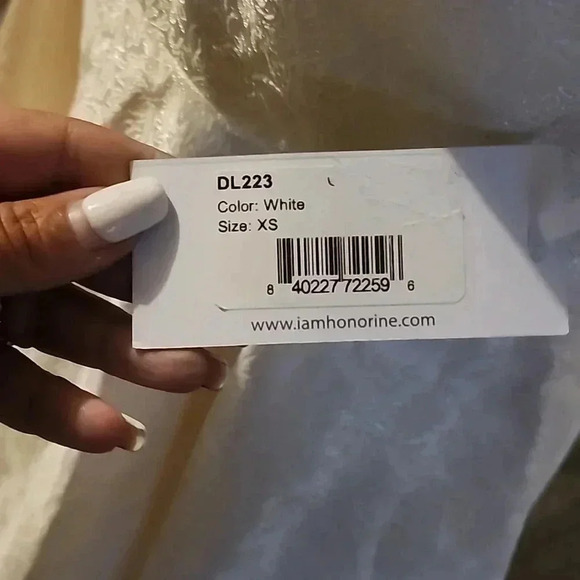 DL223
Color: White
Size: XS
8 40227 72259 6
www.iamhonorine.com